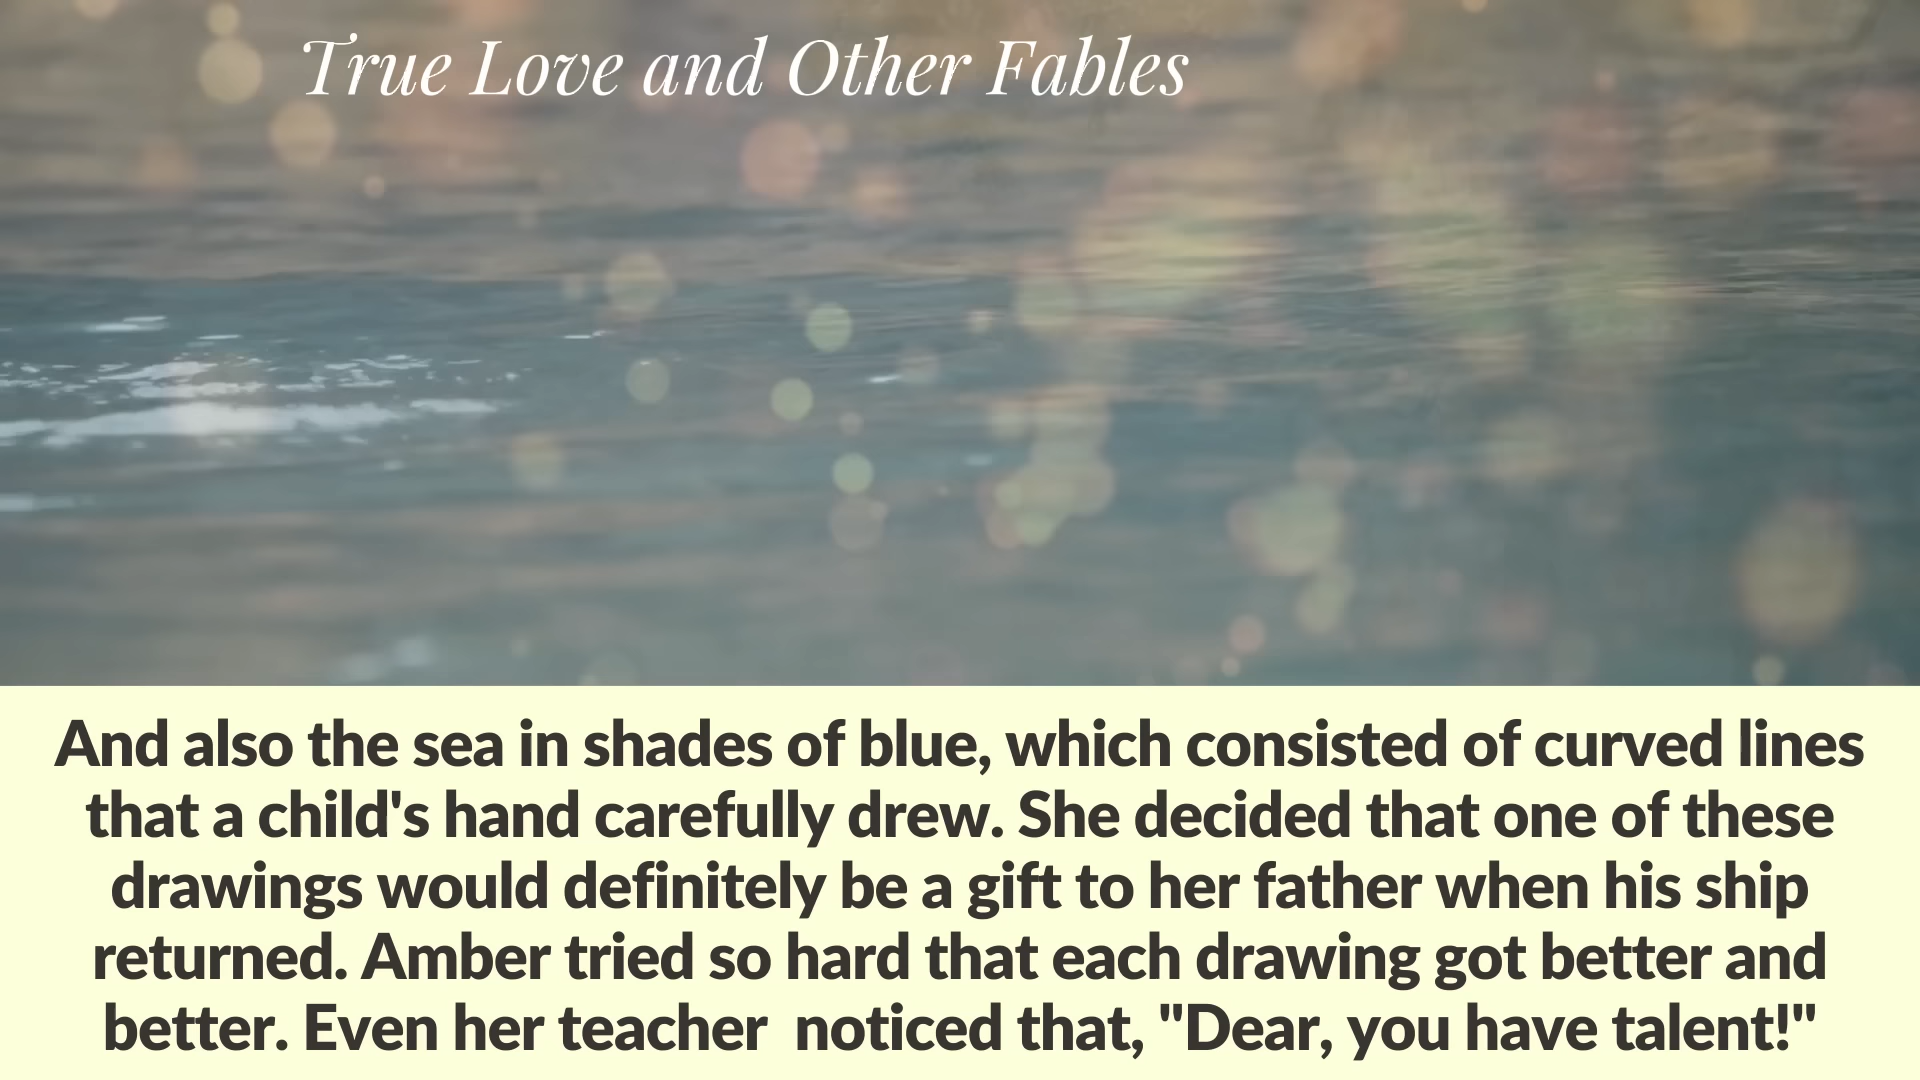 True Love and Other Fables
And also the sea in shades of blue, which consisted of curved lines
that a child's hand carefully drew. She decided that one of these
drawings would definitely be a gift to her father when his ship
returned. Amber tried so hard that each drawing got better and
better. Even her teacher  noticed that, "Dear, you have talent!"